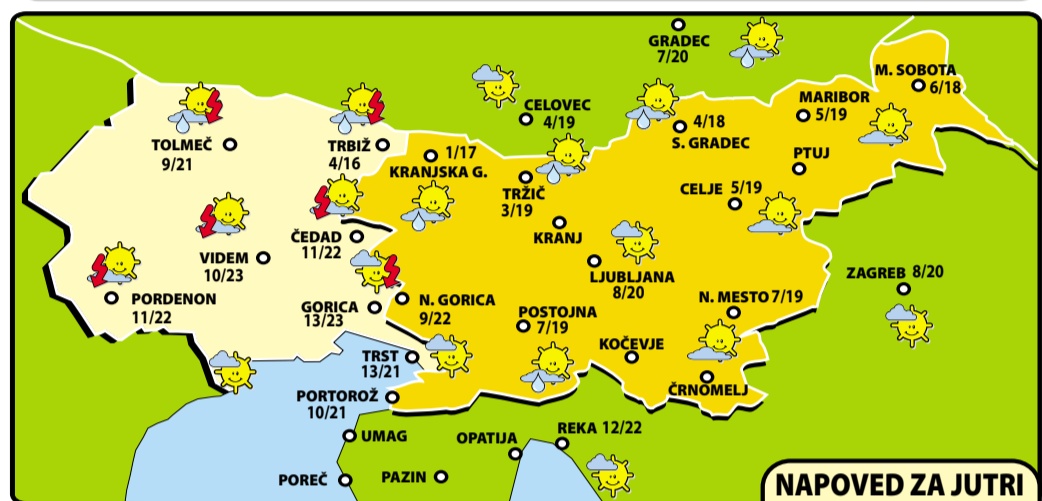 GRADEC
7/20
M. SOBOTA
6/18
CELOVEC
4/19
MARIBOR
5/19
4/18
S. GRADEC
TOLMEČ
9/21
TRBIŽ
4/16
1/17
KRANJSKA G.
PTUJ
TRŽIČ
3/19
CELJE 5/19
KRANJ
ČEDAD
11/22
VIDEM
10/23
LJUBLJANA
8/20
ZAGREB 8/20
PORDENON
11/22
GORICA
13/23
N. GORICA
9/22
N. MESTO 7/19
POSTOJNA
7/19
KOČEVJE
TRST
13/21
ČRNOMELJ
PORTOROŽ
10/21
UMAG
OPATIJA
REKA 12/22
POREČ
PAZIN
NAPOVED ZA JUTRI